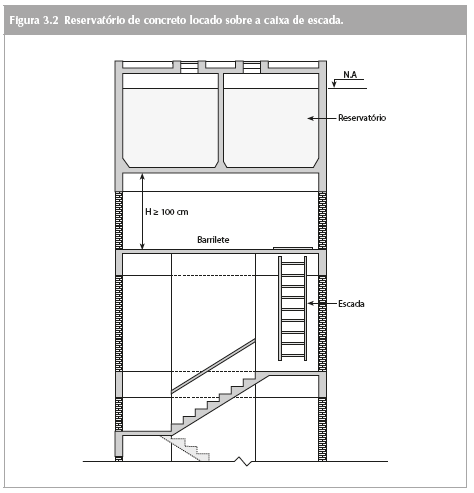 Figura 3.2 Reservatório de concreto locado sobre a caixa de escada.
N.A
Reservatório
H ≥ 100 cm
Barrilete
Escada